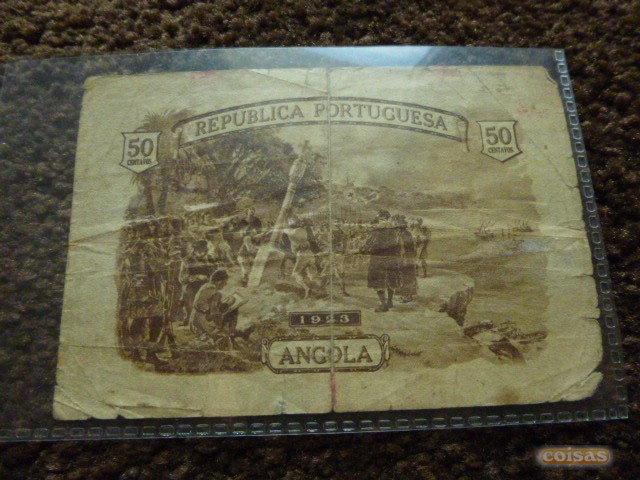 REPUBLICA PORTUGUESA
50
CENTAVOS
50
CENTAVOS
1923
ANGOLA
coisas